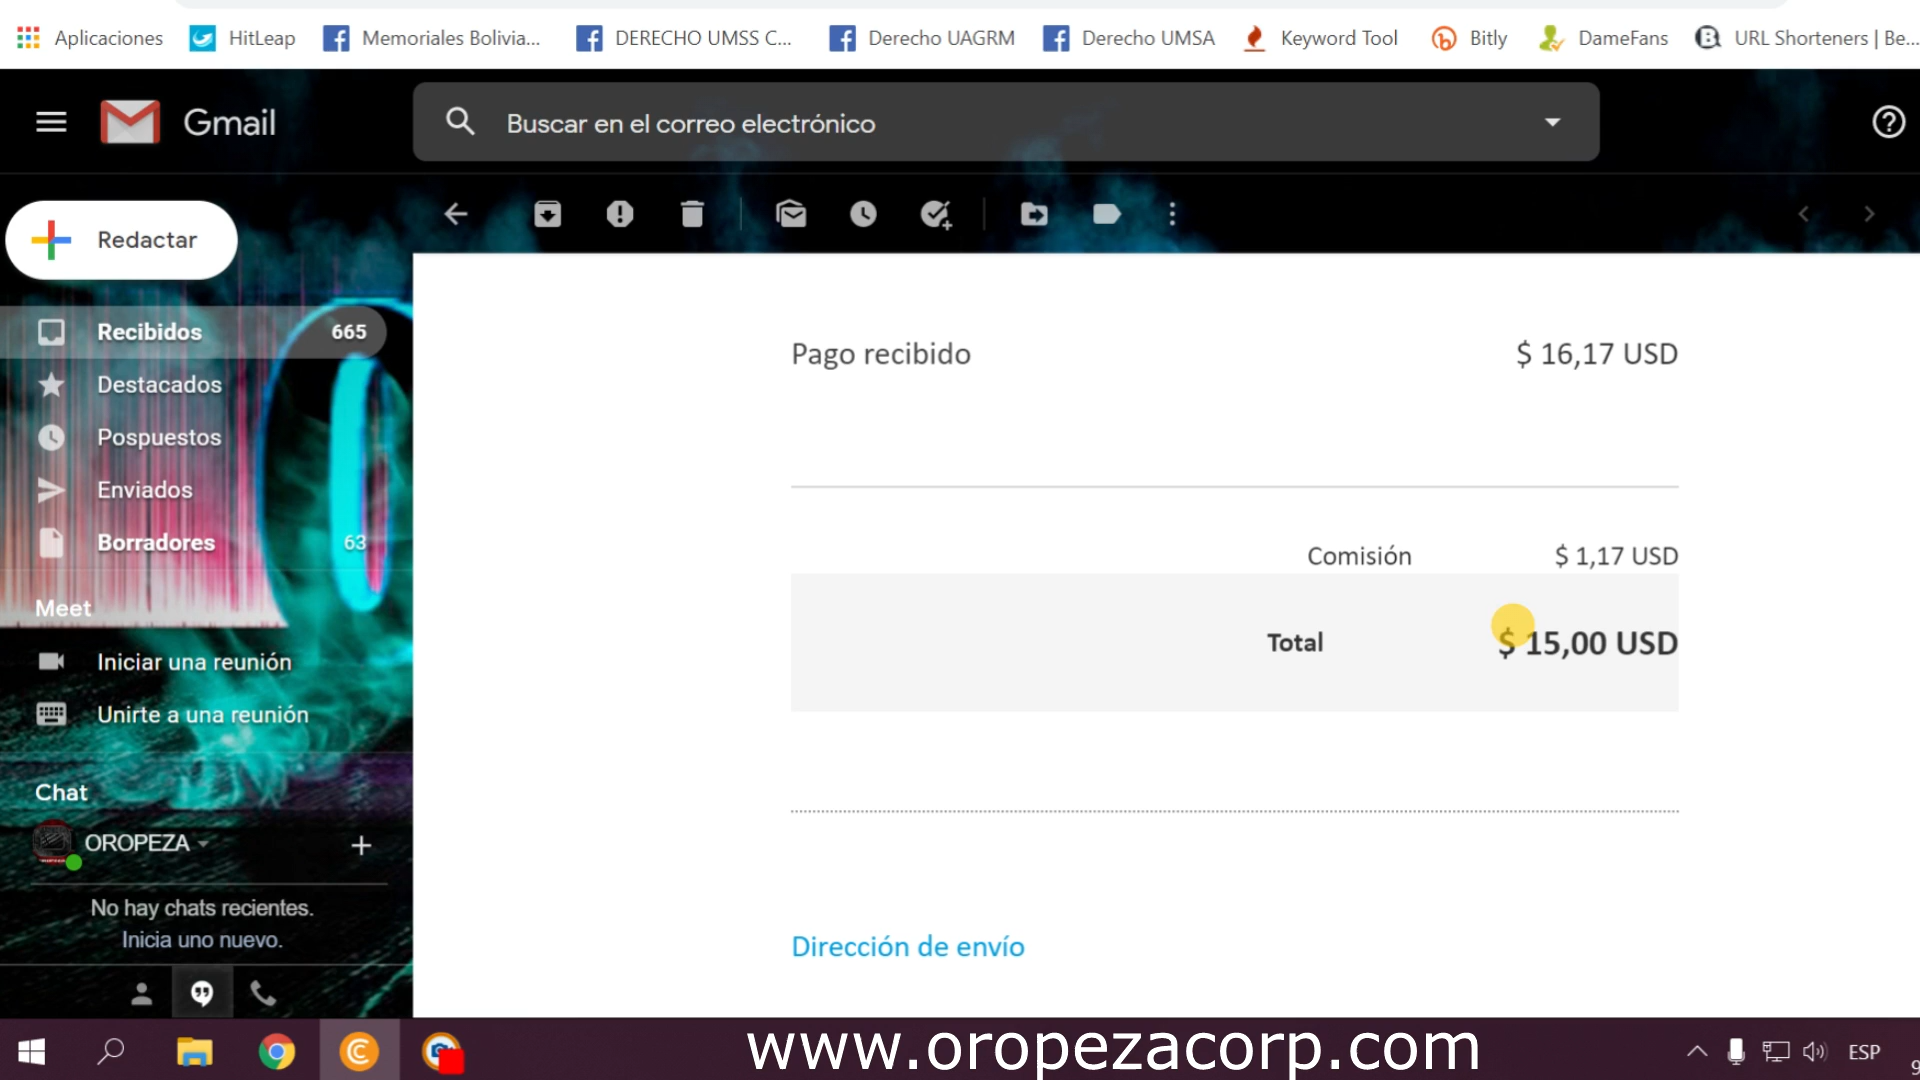 Aplicaciones HitLeap Memoriales Bolivia... DERECHO UMSS C... Derecho UAGRM Derecho UMSA Keyword Tool Bitly DameFans URL Shorteners | Be...
Gmail Buscar en el correo electrónico
Redactar
Recibidos 665
Destacados
Pospuestos
Enviados
Borradores 63
Meet
Iniciar una reunión
Unirte a una reunión
Chat
OROPEZA
No hay chats recientes.
Inicia uno nuevo.
Pago recibido $ 16,17 USD
Comisión $ 1,17 USD
Total $ 15,00 USD
Dirección de envío
www.oropezacorp.com
ESP